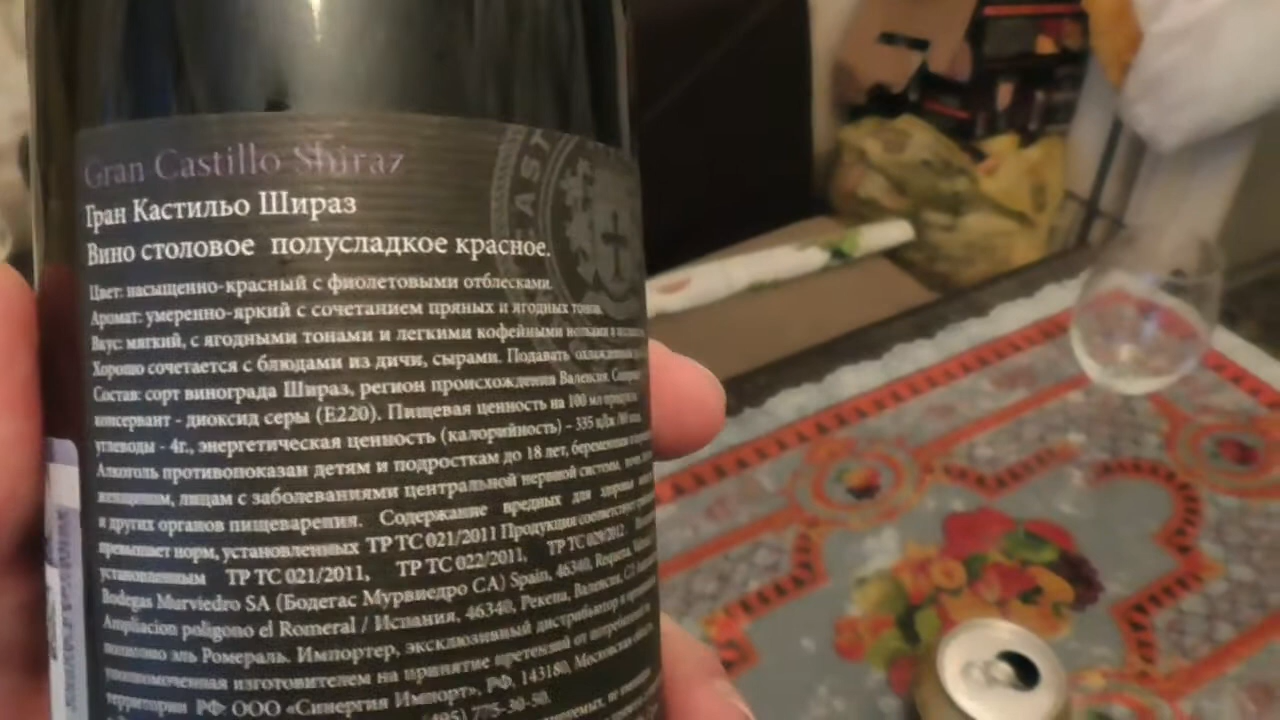 Gran Castillo Shiraz
Гран Кастильо Шираз
Вино столовое полусладкое красное.
Цвет: насыщенно-красный с фиолетовыми отблесками.
Аромат: умеренно-яркий с сочетанием пряных и ягодных тонов.
Вкус: мягкий, с ягодными тонами и легкими кофейными нотками в
Хорошо сочетается с блюдами из дичи, сырами. Подавать
Состав: сорт винограда Шираз, регион происхождения Валенсия.
консервант - диоксид серы (Е220). Пищевая ценность на 100 мл
углеводы - 4г., энергетическая ценность (калорийность) – 335 кДж
Алкоголь противопоказан детям и подросткам до 18 лет, беременным
женщинам, лицам с заболеваниями центральной нервной системы,
и других органов пищеварения. Содержание вредных для здоровья
превышает норм, установленных ТР ТС 021/2011 Продукция соответствует
установленным ТР ТС 021/2011, ТР ТС 022/2011, ТР ТС 029/2012.
Bodegas Murviedro SA (Бодегас Мурвиедро СА) Spain, 46340, Requena,
Ampliacion poligono el Romeral / Испания, 46340, Рекена, Валенсия,
полигоно эль Ромераль. Импортер, эксклюзивный дистрибьютор и
уполномоченная изготовителем на принятие претензий от потребителей
территории РФ ООО «Синергия Импорт», РФ, 143180, Московская
(495) 775-30-50.